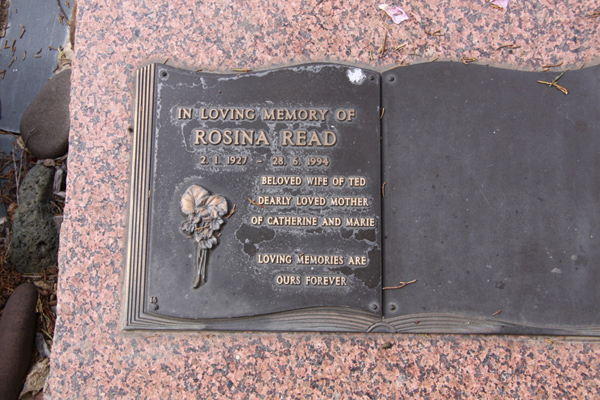 IN LOVING MEMORY OF
ROSINA READ
2. 1. 1927 - 28. 6. 1994
BELOVED WIFE OF TED
DEARLY LOVED MOTHER
OF CATHERINE AND MARIE
LOVING MEMORIES ARE
OURS FOREVER